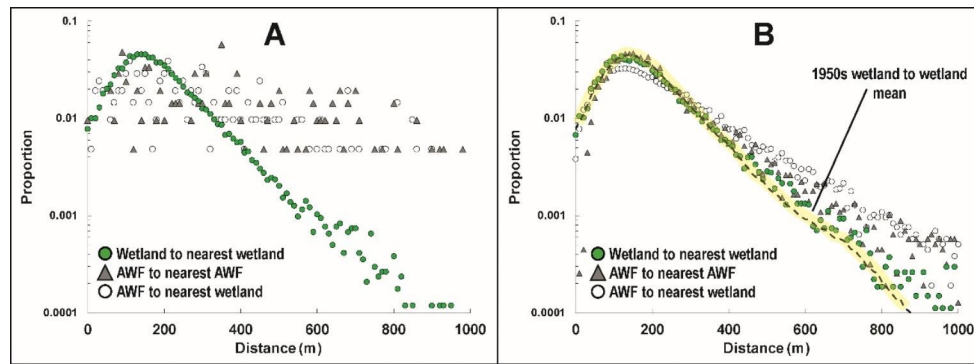 A
0.1
0.01
0.001
0.0001
Proportion
Wetland to nearest wetland
AWF to nearest AWF
AWF to nearest wetland
0 200 400 600 800 1000
Distance (m)
B
0.1
0.01
0.001
0.0001
Proportion
1950s wetland to wetland
mean
Wetland to nearest wetland
AWF to nearest AWF
AWF to nearest wetland
0 200 400 600 800 1000
Distance (m)